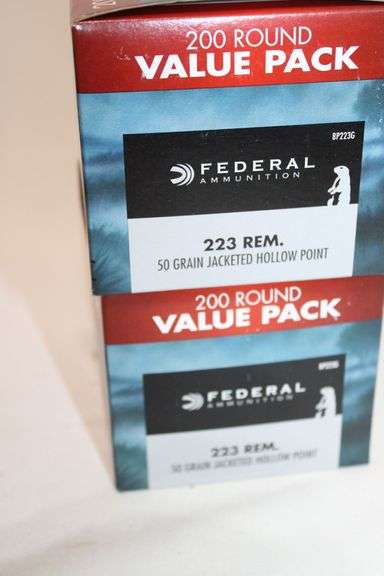 200 ROUND
VALUE PACK
BP223G
FEDERAL
AMMUNITION
223 REM.
50 GRAIN JACKETED HOLLOW POINT
200 ROUND
VALUE PACK
BP223G
FEDERAL
AMMUNITION
223 REM.
50 GRAIN JACKETED HOLLOW POINT